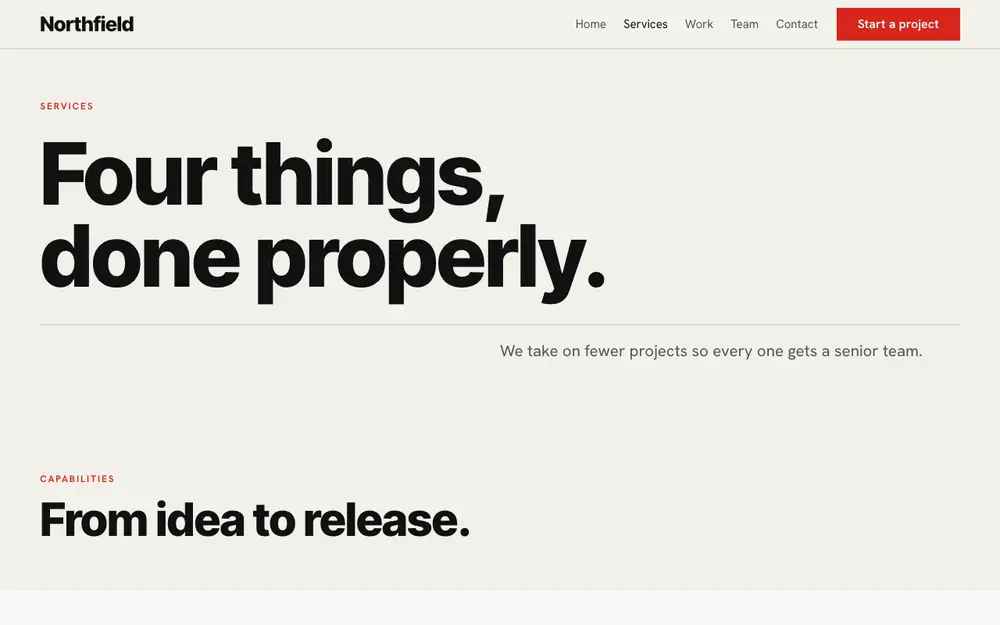 Northfield
Home Services Work Team Contact Start a project
SERVICES
Four things,
done properly.
We take on fewer projects so every one gets a senior team.
CAPABILITIES
From idea to release.